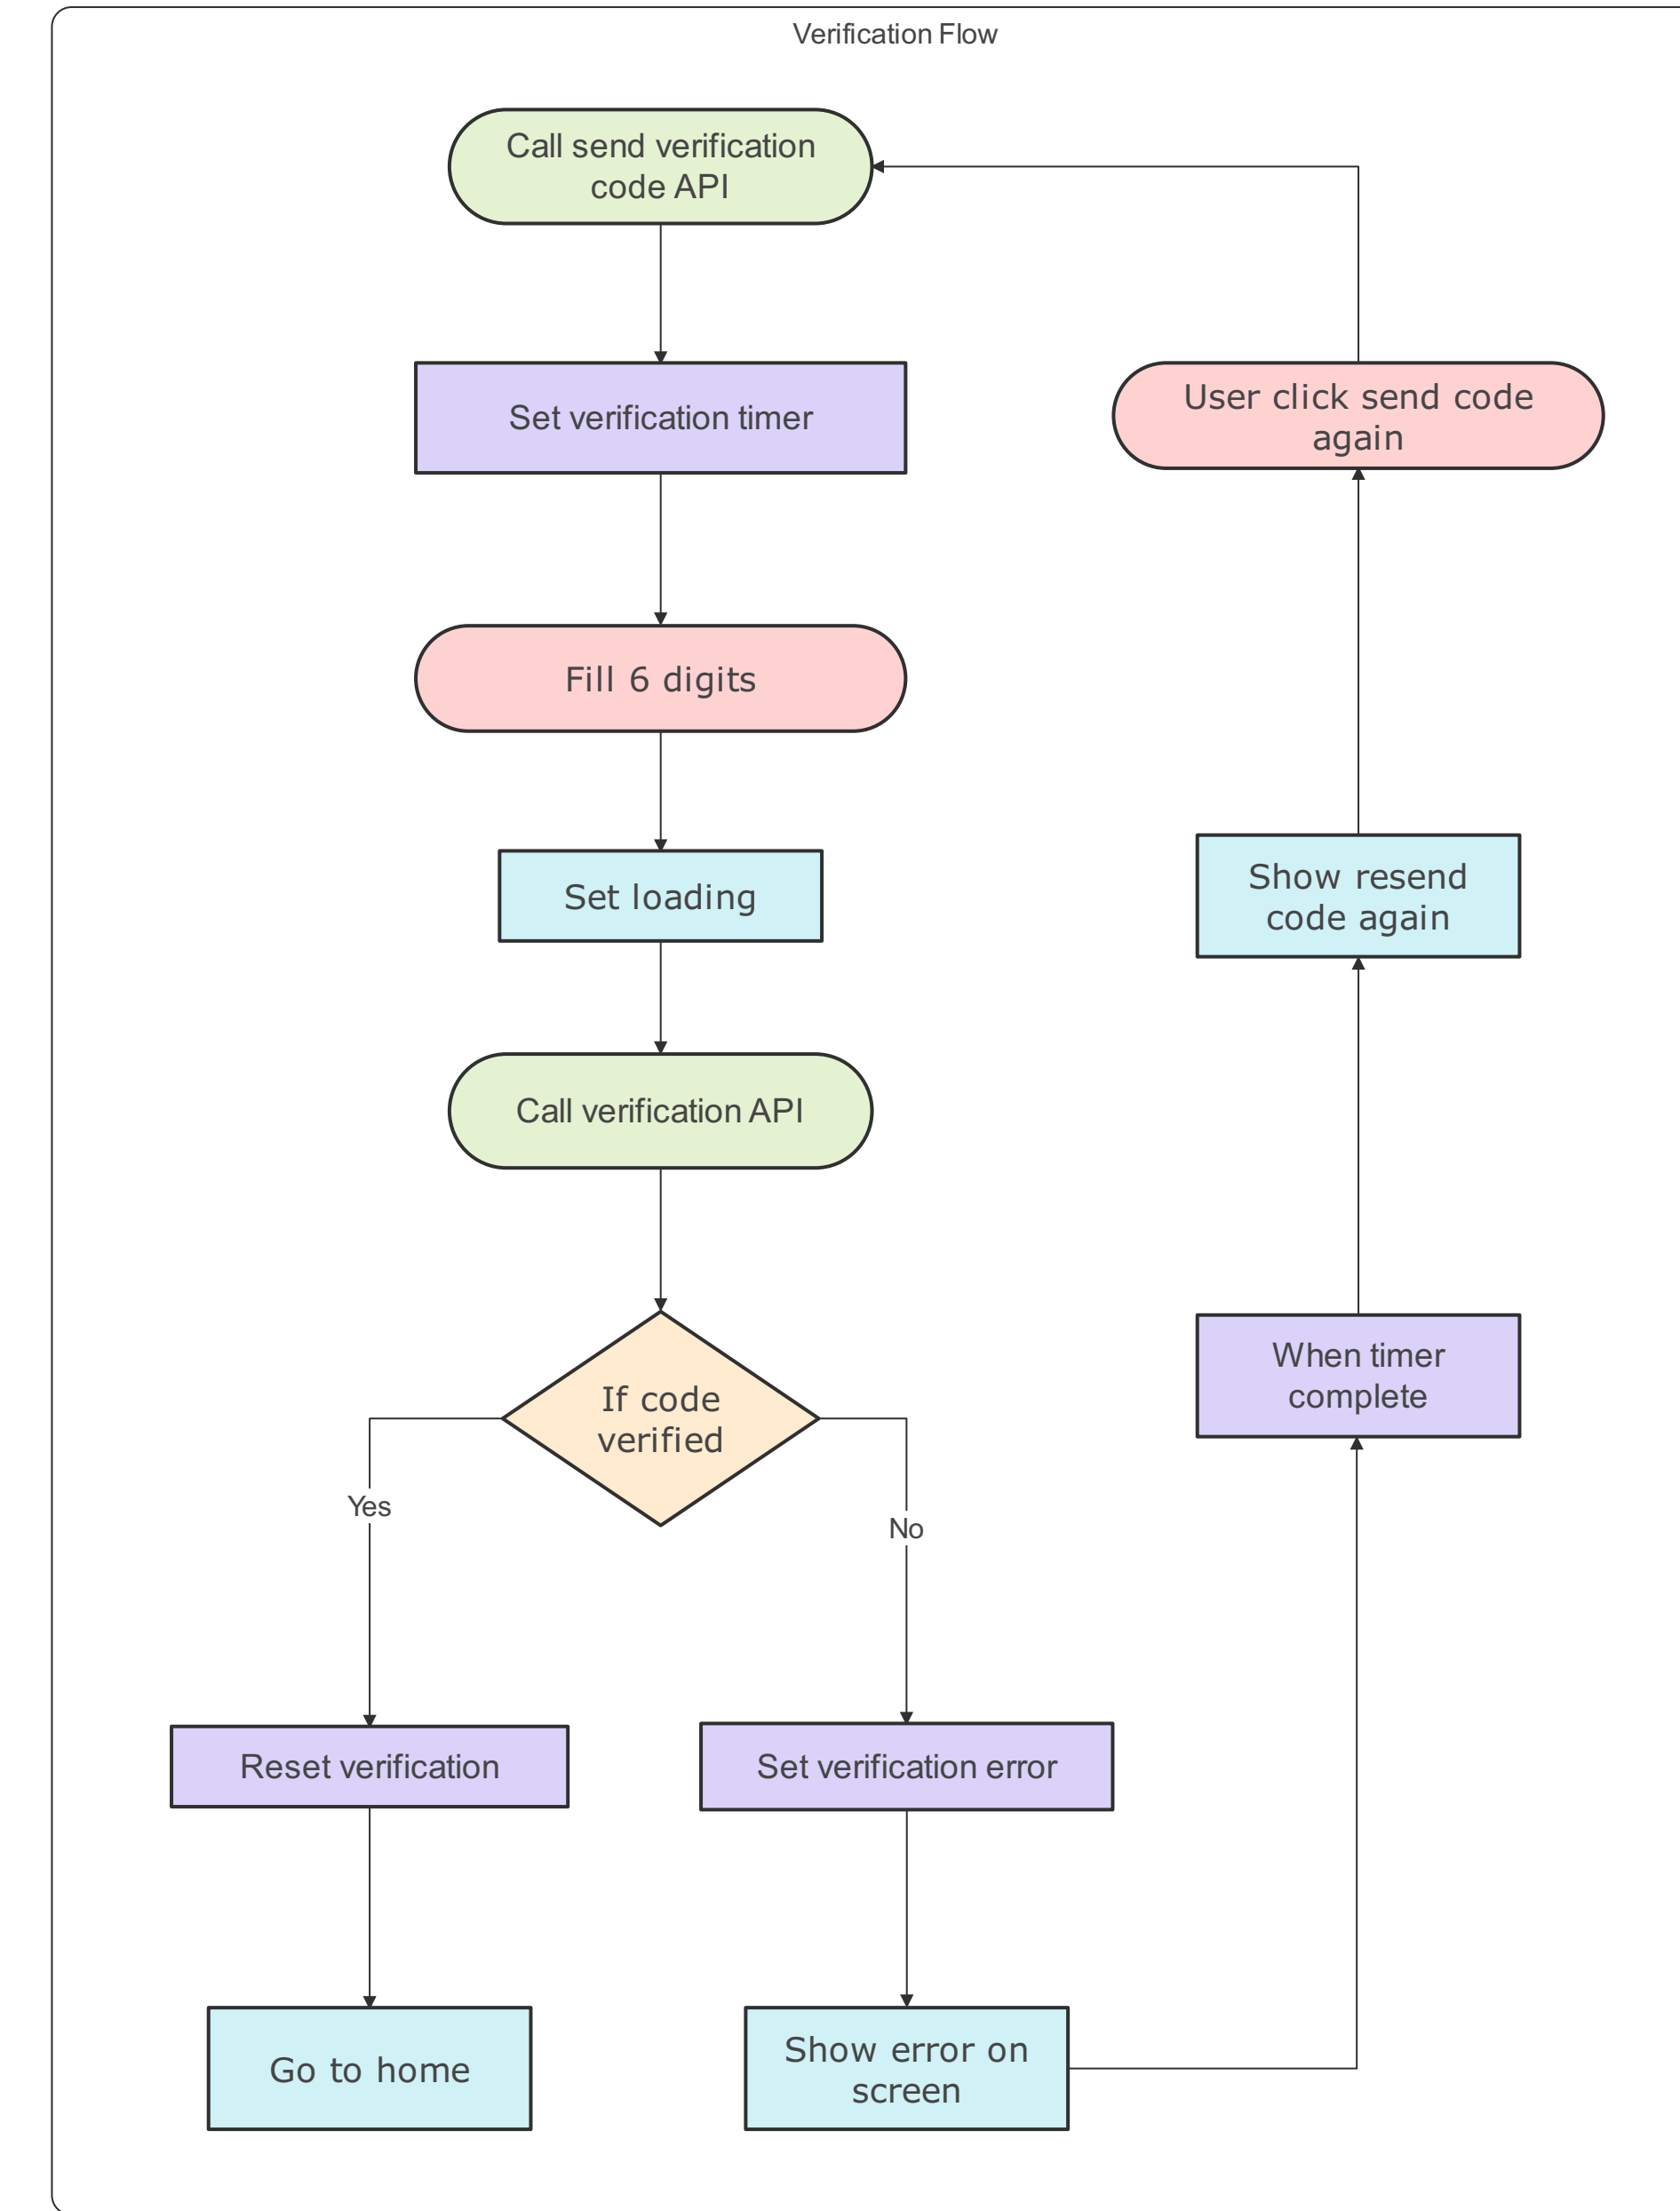 Verification Flow
Call send verification
code API
Set verification timer
User click send code
again
Fill 6 digits
Set loading
Show resend
code again
Call verification API
If code
verified
When timer
complete
Yes
No
Reset verification
Set verification error
Go to home
Show error on
screen